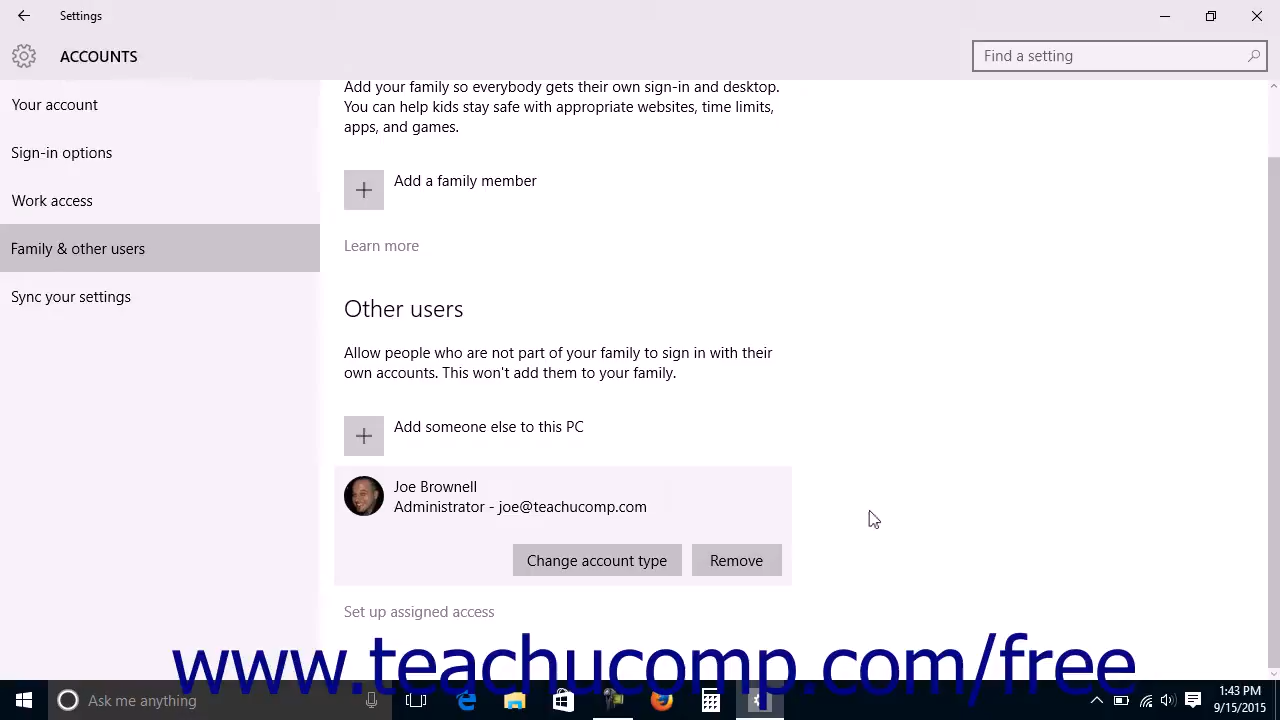 Settings
ACCOUNTS
Find a setting
Your account
Sign-in options
Work access
Family & other users
Sync your settings
Add your family so everybody gets their own sign-in and desktop.
You can help kids stay safe with appropriate websites, time limits,
apps, and games.
Add a family member
Learn more
Other users
Allow people who are not part of your family to sign in with their
own accounts. This won't add them to your family.
Add someone else to this PC
Joe Brownell
Administrator - joe@teachucomp.com
Change account type
Remove
Set up assigned access
www.teachucomp.com/free
Ask me anything
1:43 PM
9/15/2015